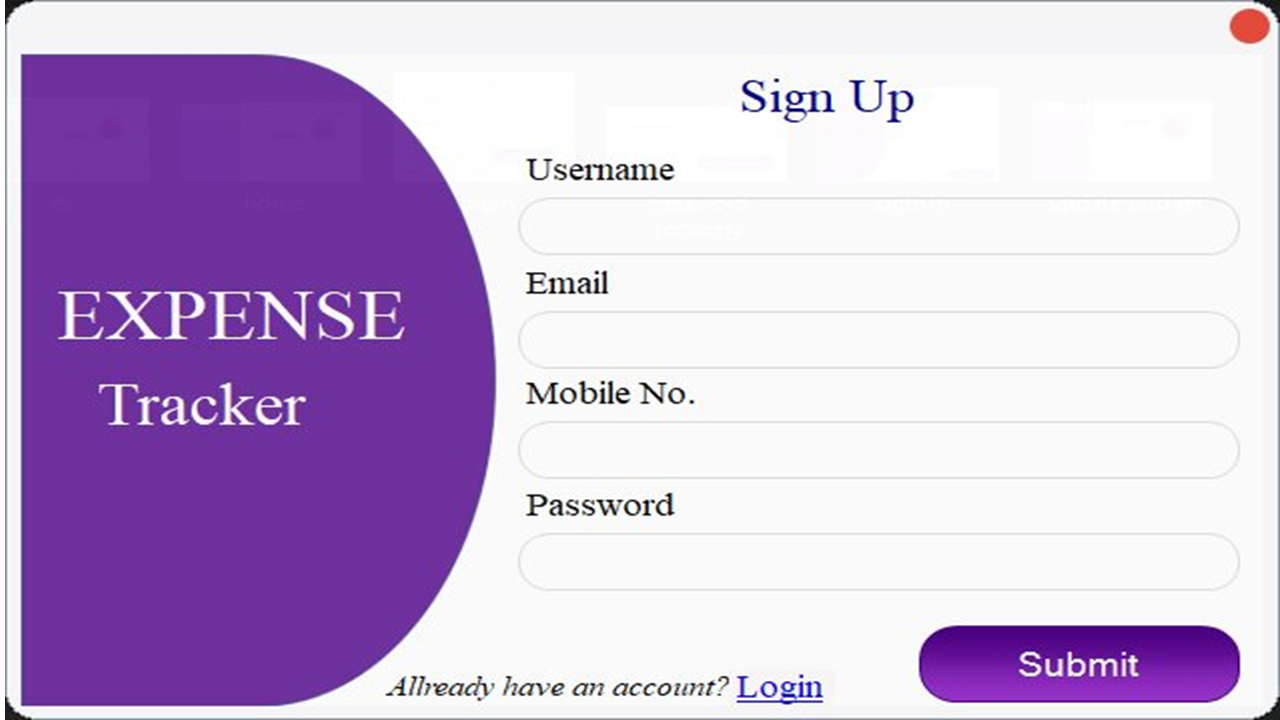 Sign Up
Username
Email
EXPENSE
Tracker
Mobile No.
Password
Submit
Allready have an account? Login